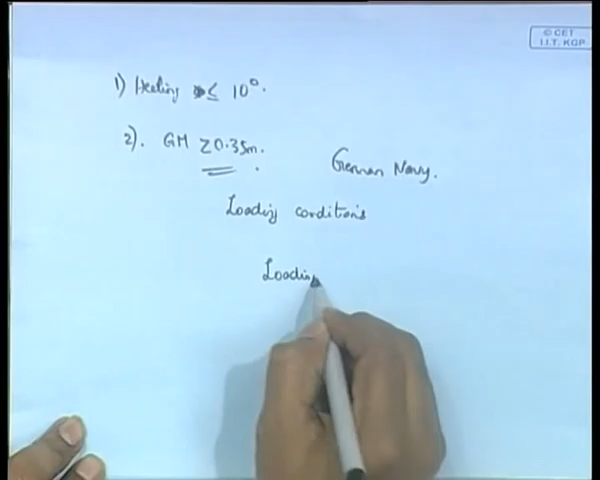 © CET
I.I.T. KGP
1) Heeling ≤ 10°.
2). GM ≥ 0.35m.
German Navy.
Loading conditions
Loading